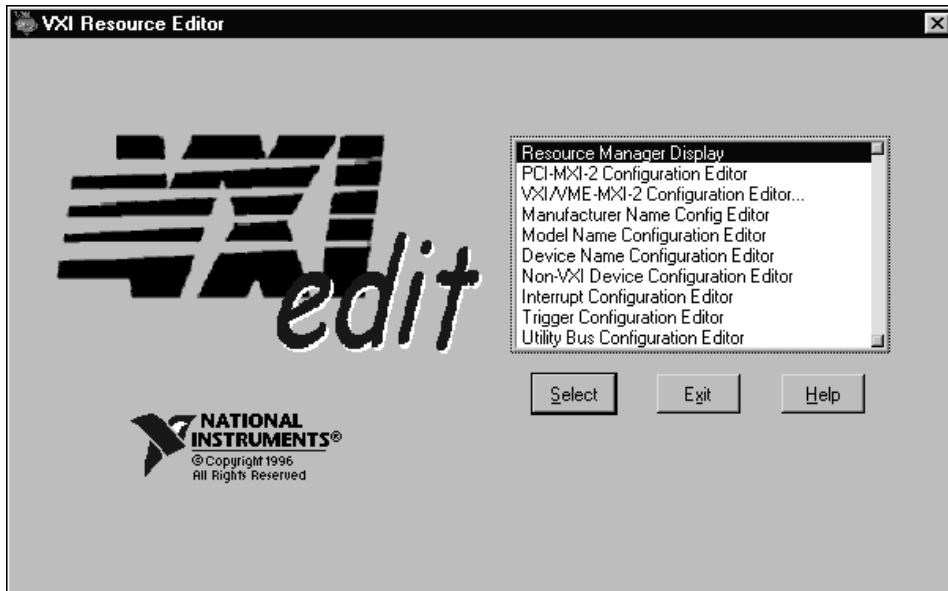 VXI Resource Editor
VXI
edit
Resource Manager Display
PCI-MXI-2 Configuration Editor
VXI/VME-MXI-2 Configuration Editor...
Manufacturer Name Config Editor
Model Name Configuration Editor
Device Name Configuration Editor
Non-VXI Device Configuration Editor
Interrupt Configuration Editor
Trigger Configuration Editor
Utility Bus Configuration Editor
Select Exit Help
NATIONAL
INSTRUMENTS®
© Copyright 1996
All Rights Reserved